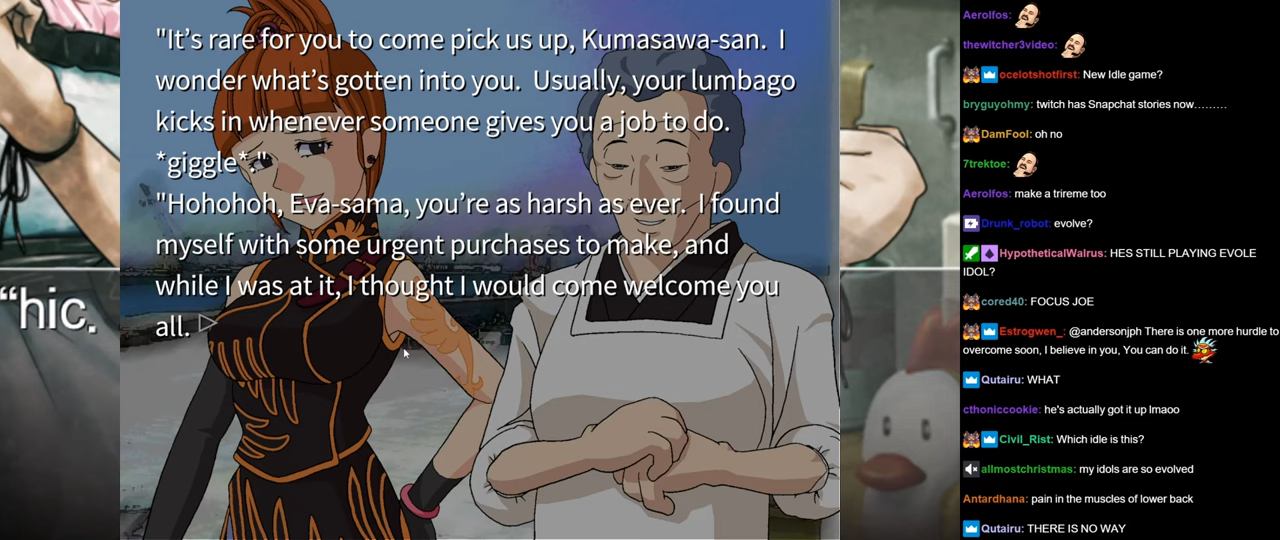 "It's rare for you to come pick us up, Kumasawa-san.  I
wonder what's gotten into you.  Usually, your lumbago
kicks in whenever someone gives you a job to do.
*giggle*."
"Hohohoh, Eva-sama, you're as harsh as ever.  I found
myself with some urgent purchases to make, and
while I was at it, I thought I would come welcome you
all.
“hic.
Aerolfos:
thewitcher3video:
ocelotshotfirst: New Idle game?
bryguyohmy: twitch has Snapchat stories now.........
DamFool: oh no
7trektoe:
Aerolfos: make a trireme too
Drunk_robot: evolve?
HypotheticalWalrus: HES STILL PLAYING EVOLE
IDOL?
cored40: FOCUS JOE
Estrogwen_: @andersonjph There is one more hurdle to
overcome soon, I believe in you, You can do it.
Qutairu: WHAT
cthoniccookie: he's actually got it up lmaoo
Civil_Rist: Which idle is this?
allmostchristmas: my idols are so evolved
Antardhana: pain in the muscles of lower back
Qutairu: THERE IS NO WAY